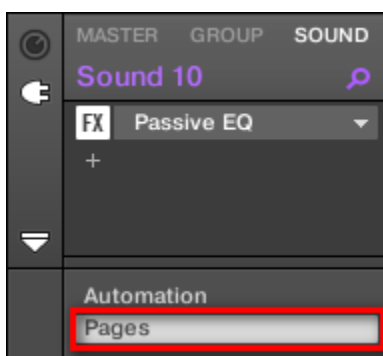 MASTER GROUP SOUND
Sound 10
FX Passive EQ
+
Automation
Pages